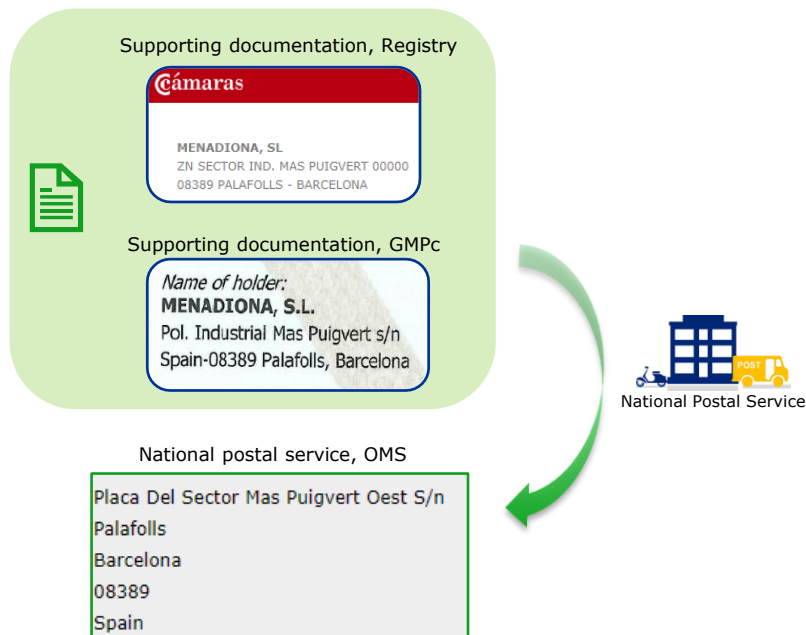 Supporting documentation, Registry
Cámaras
MENADIONA, SL
ZN SECTOR IND. MAS PUIGVERT 00000
08389 PALAFOLLS - BARCELONA
Supporting documentation, GMPc
Name of holder:
MENADIONA, S.L.
Pol. Industrial Mas Puigvert s/n
Spain-08389 Palafolls, Barcelona
POST
National Postal Service
National postal service, OMS
Placa Del Sector Mas Puigvert Oest S/n
Palafolls
Barcelona
08389
Spain